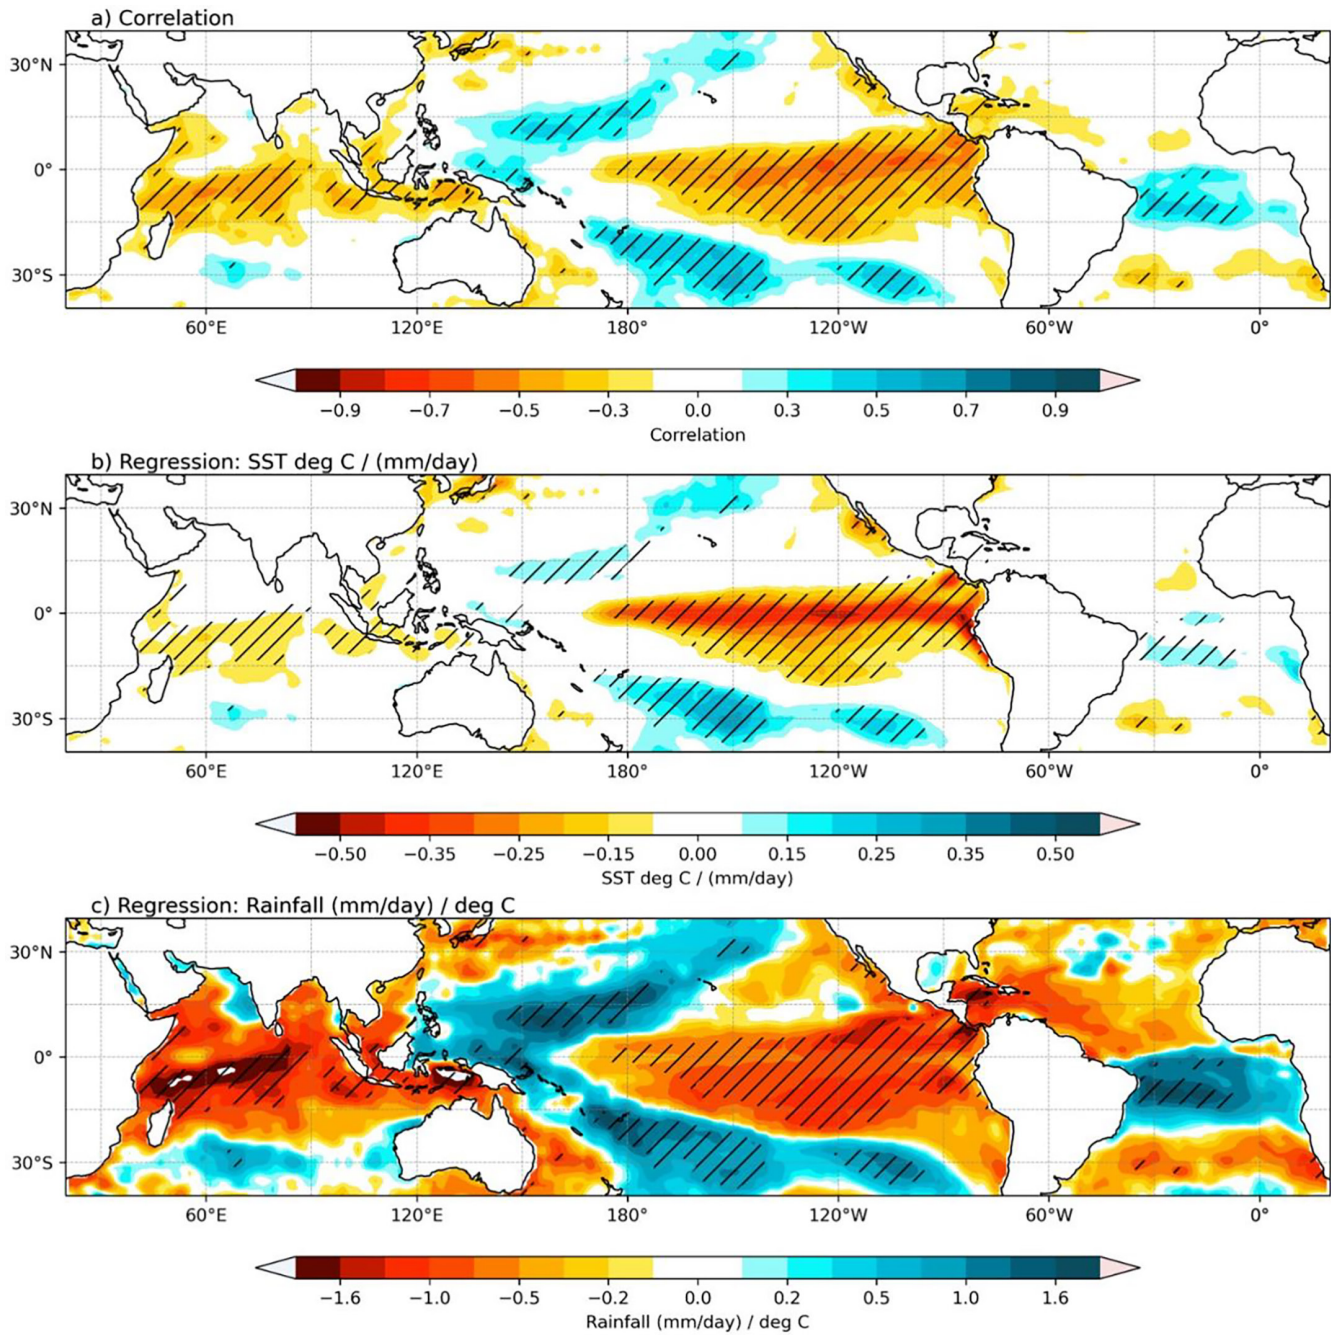 a) Correlation
30°N
0°
30°S
60°E 120°E 180° 120°W 60°W 0°
−0.9 −0.7 −0.5 −0.3 0.0 0.3 0.5 0.7 0.9
Correlation
b) Regression: SST deg C / (mm/day)
30°N
0°
30°S
60°E 120°E 180° 120°W 60°W 0°
−0.50 −0.35 −0.25 −0.15 0.00 0.15 0.25 0.35 0.50
SST deg C / (mm/day)
c) Regression: Rainfall (mm/day) / deg C
30°N
0°
30°S
60°E 120°E 180° 120°W 60°W 0°
−1.6 −1.0 −0.5 −0.2 0.0 0.2 0.5 1.0 1.6
Rainfall (mm/day) / deg C